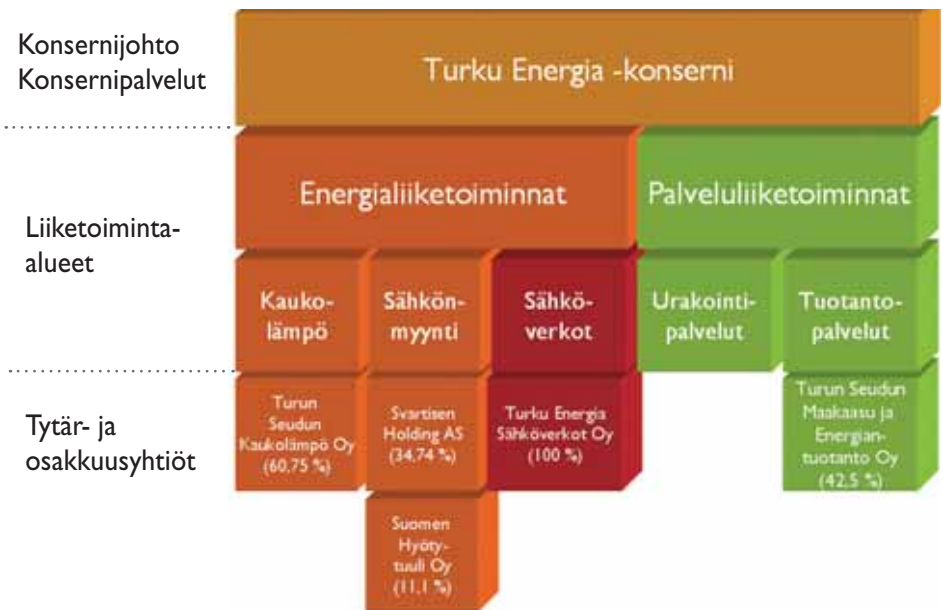 Konsernijohto
Konsernipalvelut
Turku Energia -konserni
Liiketoiminta-
alueet
Energialiiketoiminnat
Palveluliiketoiminnat
Kauko-
lämpö
Sähkön-
myynti
Sähkö-
verkot
Urakointi-
palvelut
Tuotanto-
palvelut
Tytär- ja
osakkuusyhtiöt
Turun
Seudun
Kaukolämpö Oy
(60,75 %)
Svartisen
Holding AS
(34,74 %)
Turku Energia
Sähköverkot Oy
(100 %)
Turun Seudun
Maakaasu ja
Energian-
tuotanto Oy
(42,5 %)
Suomen
Hyöty-
tuuli Oy
(11,1 %)